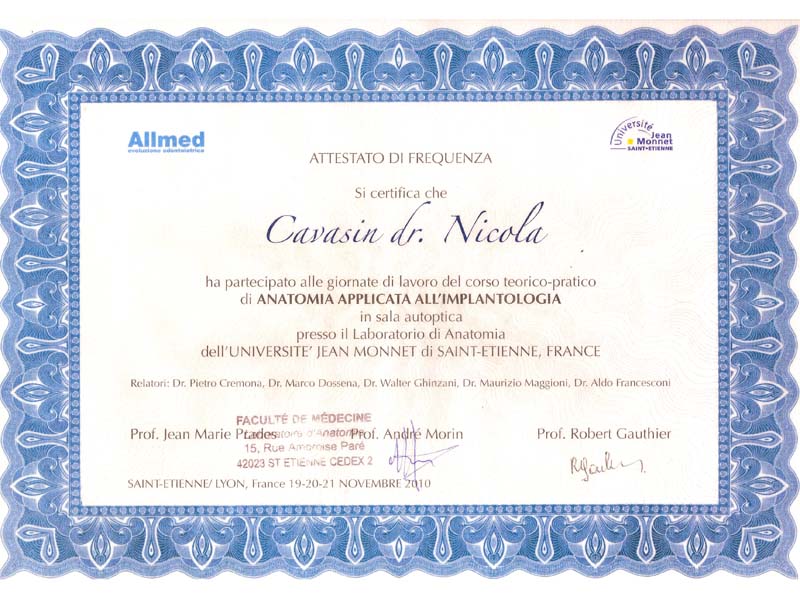 Allmed
evoluzione odontoiatrica
Université
Jean
Monnet
SAINT-ETIENNE
ATTESTATO DI FREQUENZA
Si certifica che
Cavasin dr. Nicola
ha partecipato alle giornate di lavoro del corso teorico-pratico
di ANATOMIA APPLICATA ALL'IMPLANTOLOGIA
in sala autoptica
presso il Laboratorio di Anatomia
dell'UNIVERSITE' JEAN MONNET di SAINT-ETIENNE, FRANCE
Relatori: Dr. Pietro Cremona, Dr. Marco Dossena, Dr. Walter Ghinzani, Dr. Maurizio Maggioni, Dr. Aldo Francesconi
FACULTÉ DE MÉDECINE
Laboratoire d'Anatomie
15, Rue Ambroise Paré
42023 ST ETIENNE CEDEX 2
Prof. Jean Marie Prades Prof. André Morin Prof. Robert Gauthier
SAINT-ETIENNE/ LYON, France 19-20-21 NOVEMBRE 2010